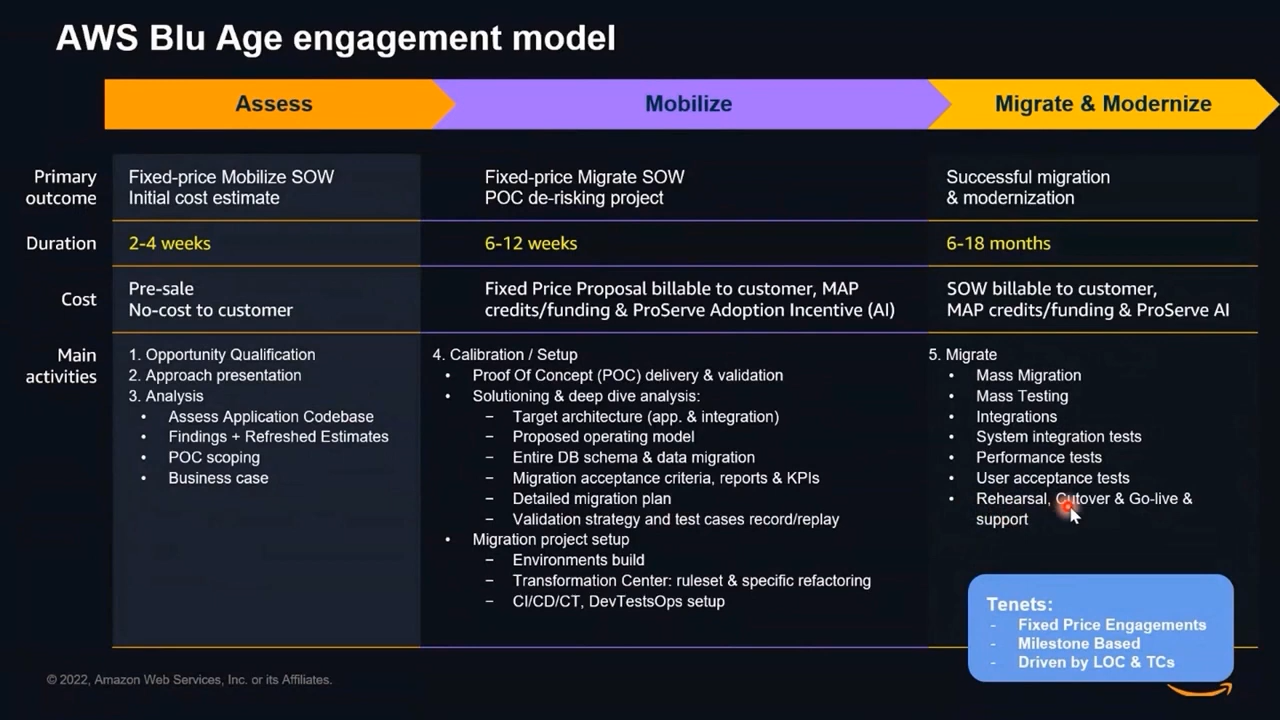 AWS Blu Age engagement model
Assess
Mobilize
Migrate & Modernize
Primary
outcome
Fixed-price Mobilize SOW
Initial cost estimate
Fixed-price Migrate SOW
POC de-risking project
Successful migration
& modernization
Duration
2-4 weeks
6-12 weeks
6-18 months
Cost
Pre-sale
No-cost to customer
Fixed Price Proposal billable to customer, MAP
credits/funding & ProServe Adoption Incentive (AI)
SOW billable to customer,
MAP credits/funding & ProServe AI
Main
activities
1. Opportunity Qualification
2. Approach presentation
3. Analysis
• Assess Application Codebase
• Findings + Refreshed Estimates
• POC scoping
• Business case
4. Calibration / Setup
• Proof Of Concept (POC) delivery & validation
• Solutioning & deep dive analysis:
– Target architecture (app. & integration)
– Proposed operating model
– Entire DB schema & data migration
– Migration acceptance criteria, reports & KPIs
– Detailed migration plan
– Validation strategy and test cases record/replay
• Migration project setup
– Environments build
– Transformation Center: ruleset & specific refactoring
– CI/CD/CT, DevTestsOps setup
5. Migrate
• Mass Migration
• Mass Testing
• Integrations
• System integration tests
• Performance tests
• User acceptance tests
• Rehearsal, Cutover & Go-live &
support
Tenets:
- Fixed Price Engagements
- Milestone Based
- Driven by LOC & TCs
© 2022, Amazon Web Services, Inc. or its Affiliates.